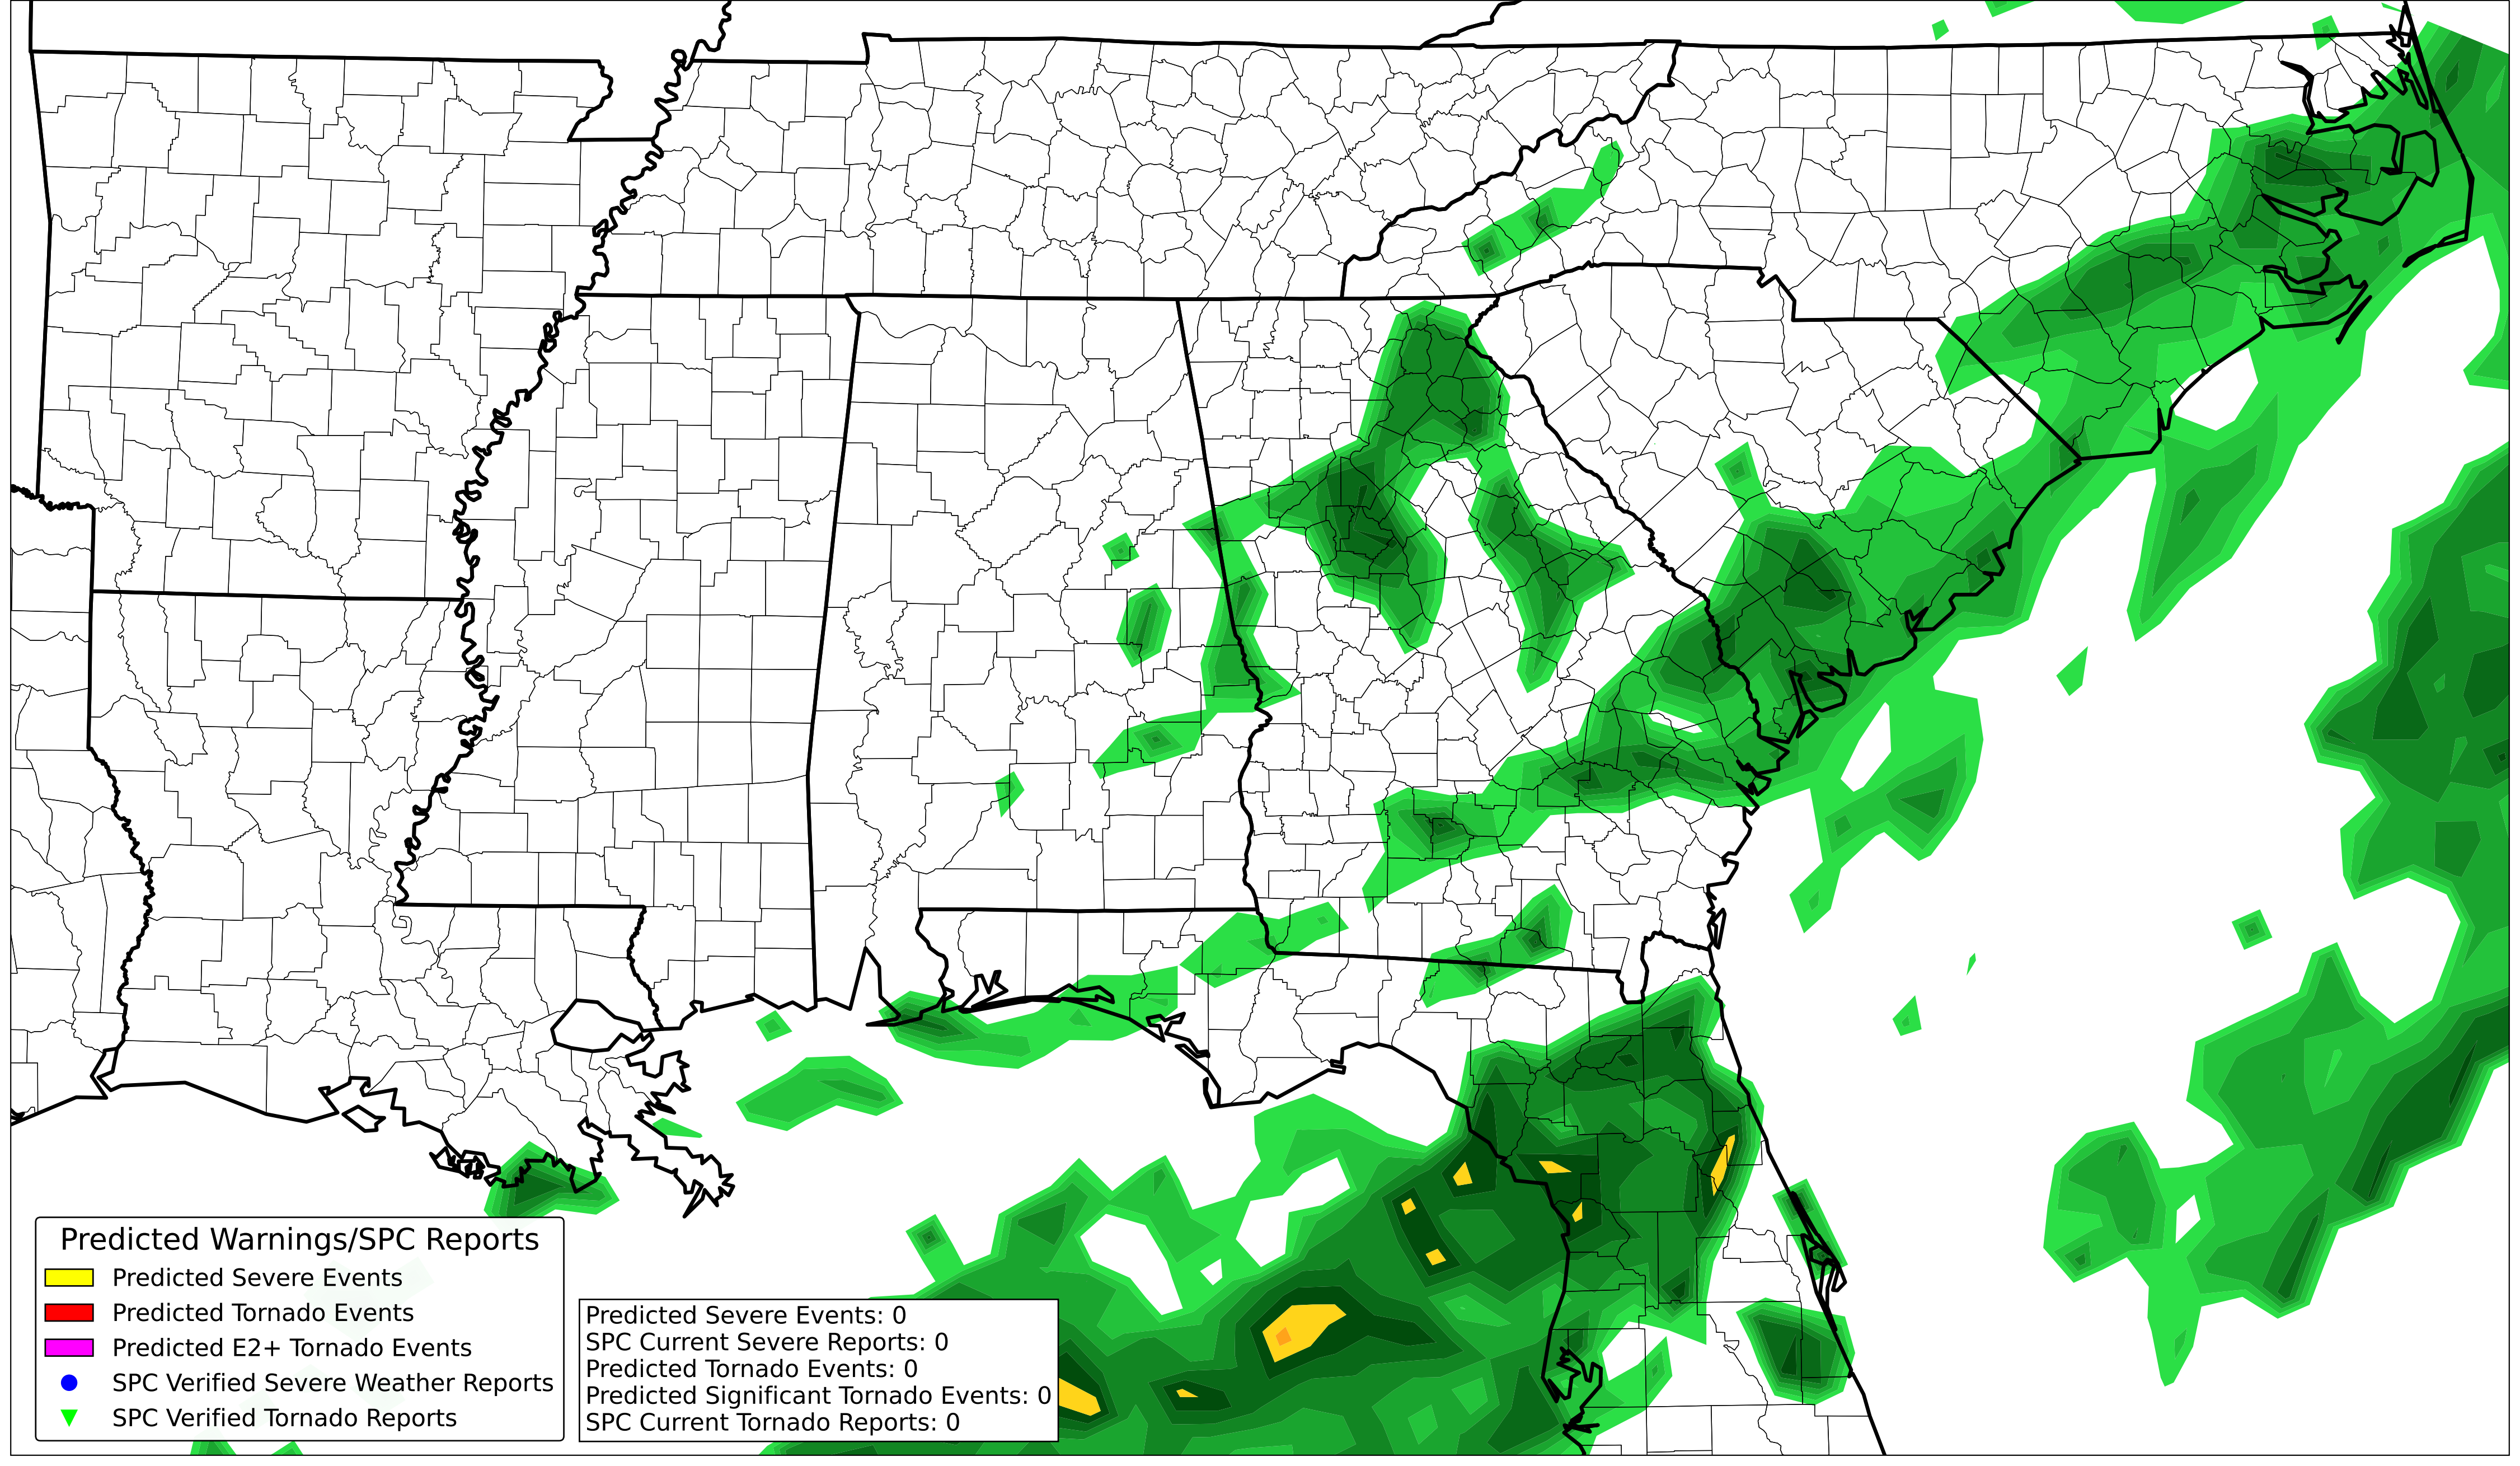 Predicted Warnings/SPC Reports
Predicted Severe Events
Predicted Tornado Events
Predicted E2+ Tornado Events
SPC Verified Severe Weather Reports
SPC Verified Tornado Reports
Predicted Severe Events: 0
SPC Current Severe Reports: 0
Predicted Tornado Events: 0
Predicted Significant Tornado Events: 0
SPC Current Tornado Reports: 0